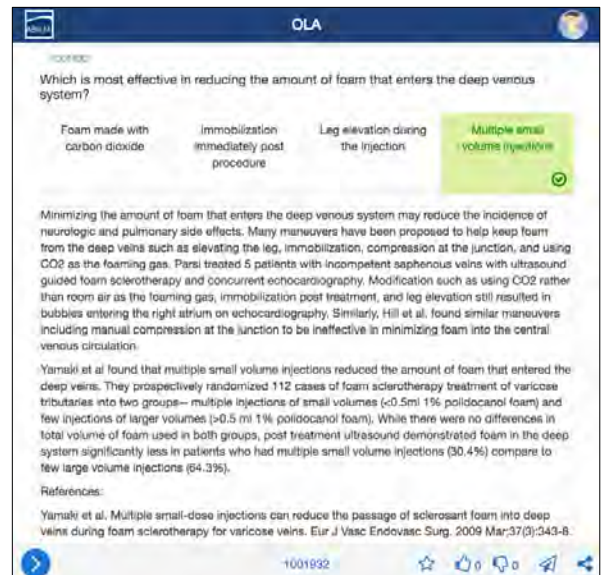 OLA
Which is most effective in reducing the amount of foam that enters the deep venous
system?
Foam made with
carbon dioxide
Immobilization
immediately post
procedure
Leg elevation during
the injection
Multiple small
volume injections
Minimizing the amount of foam that enters the deep venous system may reduce the incidence of
neurologic and pulmonary side effects. Many maneuvers have been proposed to help keep foam
from the deep veins such as elevating the leg, immobilization, compression at the junction, and using
CO2 as the foaming gas. Parsi treated 5 patients with incompetent saphenous veins with ultrasound
guided foam sclerotherapy and concurrent echocardiography. Modification such as using CO2 rather
than room air as the foaming gas, immobilization post treatment, and leg elevation still resulted in
bubbles entering the right atrium on echocardiography. Similarly, Hill et al. found similar maneuvers
including manual compression at the junction to be ineffective in minimizing foam into the central
venous circulation.
Yamaki et al found that multiple small volume injections reduced the amount of foam that entered the
deep veins. They prospectively randomized 112 cases of foam sclerotherapy treatment of varicose
tributaries into two groups— multiple injections of small volumes (<0.5ml 1% polidocanol foam) and
few injections of larger volumes (>0.5 ml 1% polidocanol foam). While there were no differences in
total volume of foam used in both groups, post treatment ultrasound demonstrated foam in the deep
system significantly less in patients who had multiple small volume injections (30.4%) compare to
few large volume injections (64.3%).
References:
Yamaki et al. Multiple small-dose injections can reduce the passage of sclerosant foam into deep
veins during foam sclerotherapy for varicose veins. Eur J Vasc Endovasc Surg. 2009 Mar;37(3):343-8.
1001932
0
0